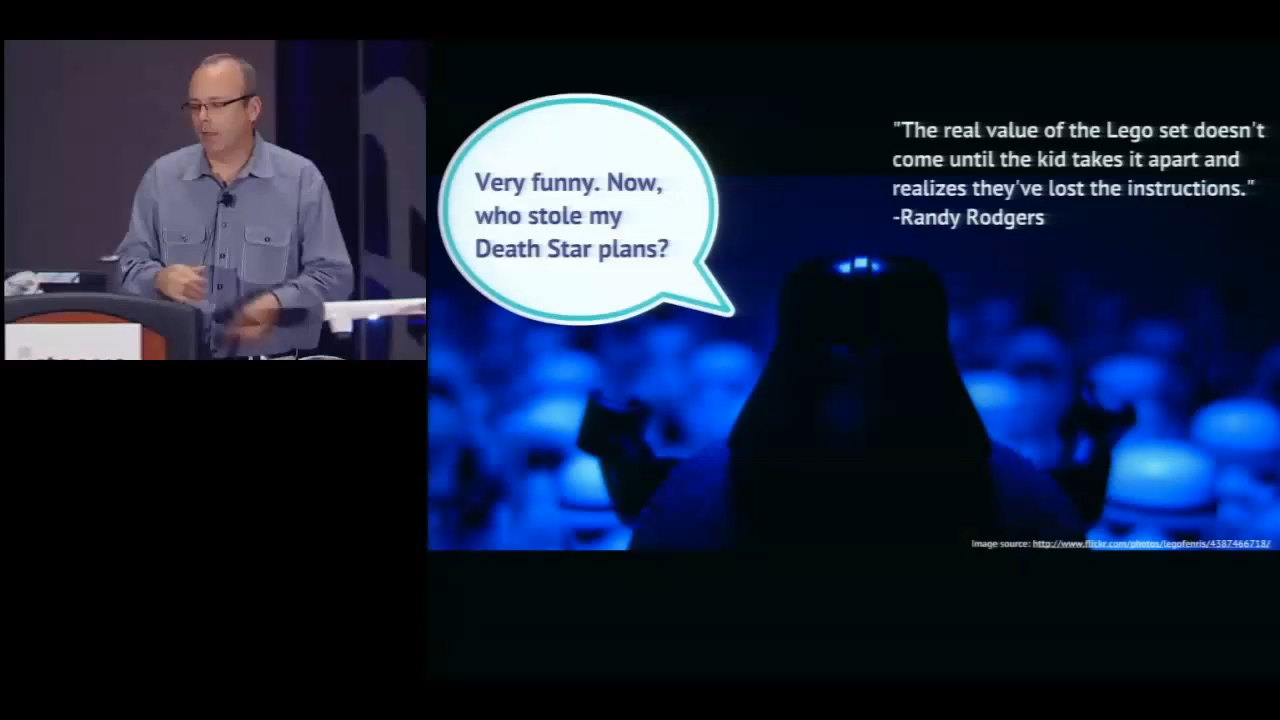 Very funny. Now,
who stole my
Death Star plans?
"The real value of the Lego set doesn't
come until the kid takes it apart and
realizes they've lost the instructions."
-Randy Rodgers
Image source: http://www.flickr.com/photos/legofenris/4387466718/